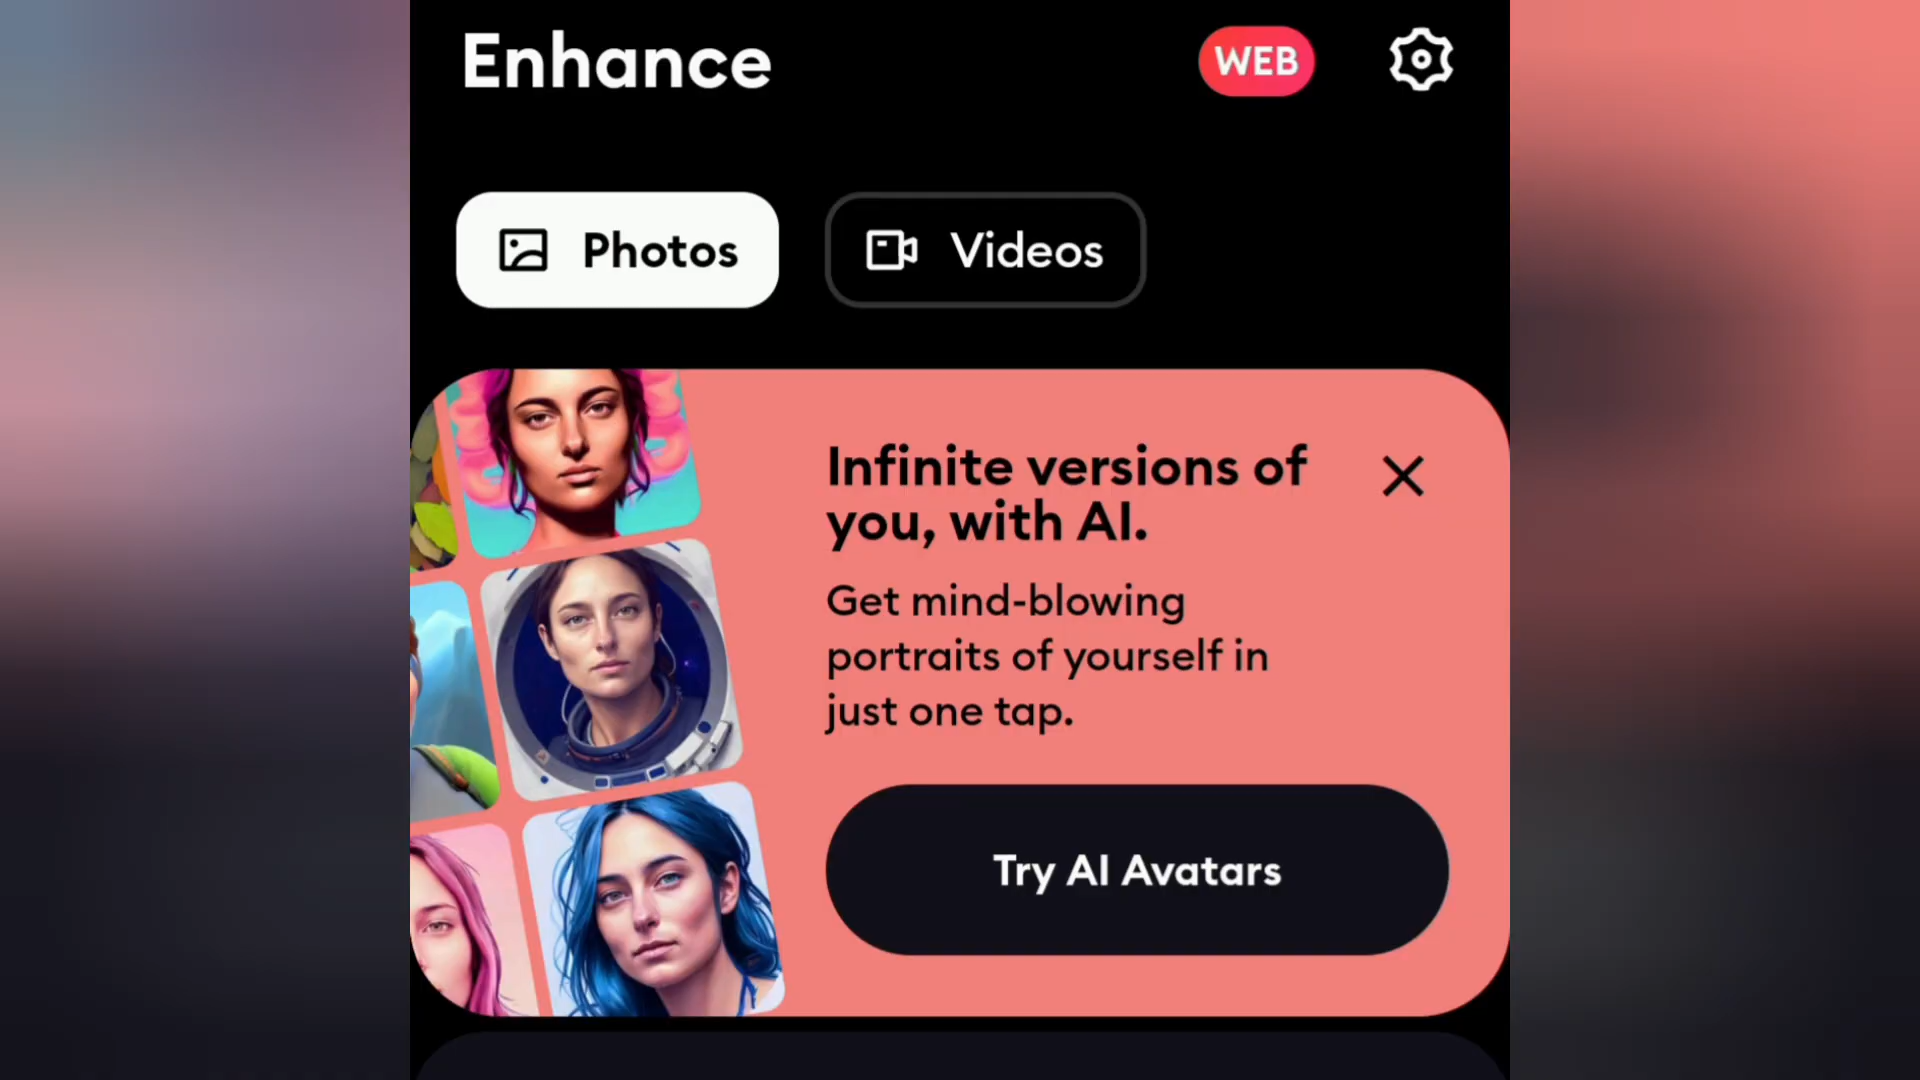 Enhance
WEB
Photos
Videos
Infinite versions of
you, with AI.
Get mind-blowing
portraits of yourself in
just one tap.
Try AI Avatars